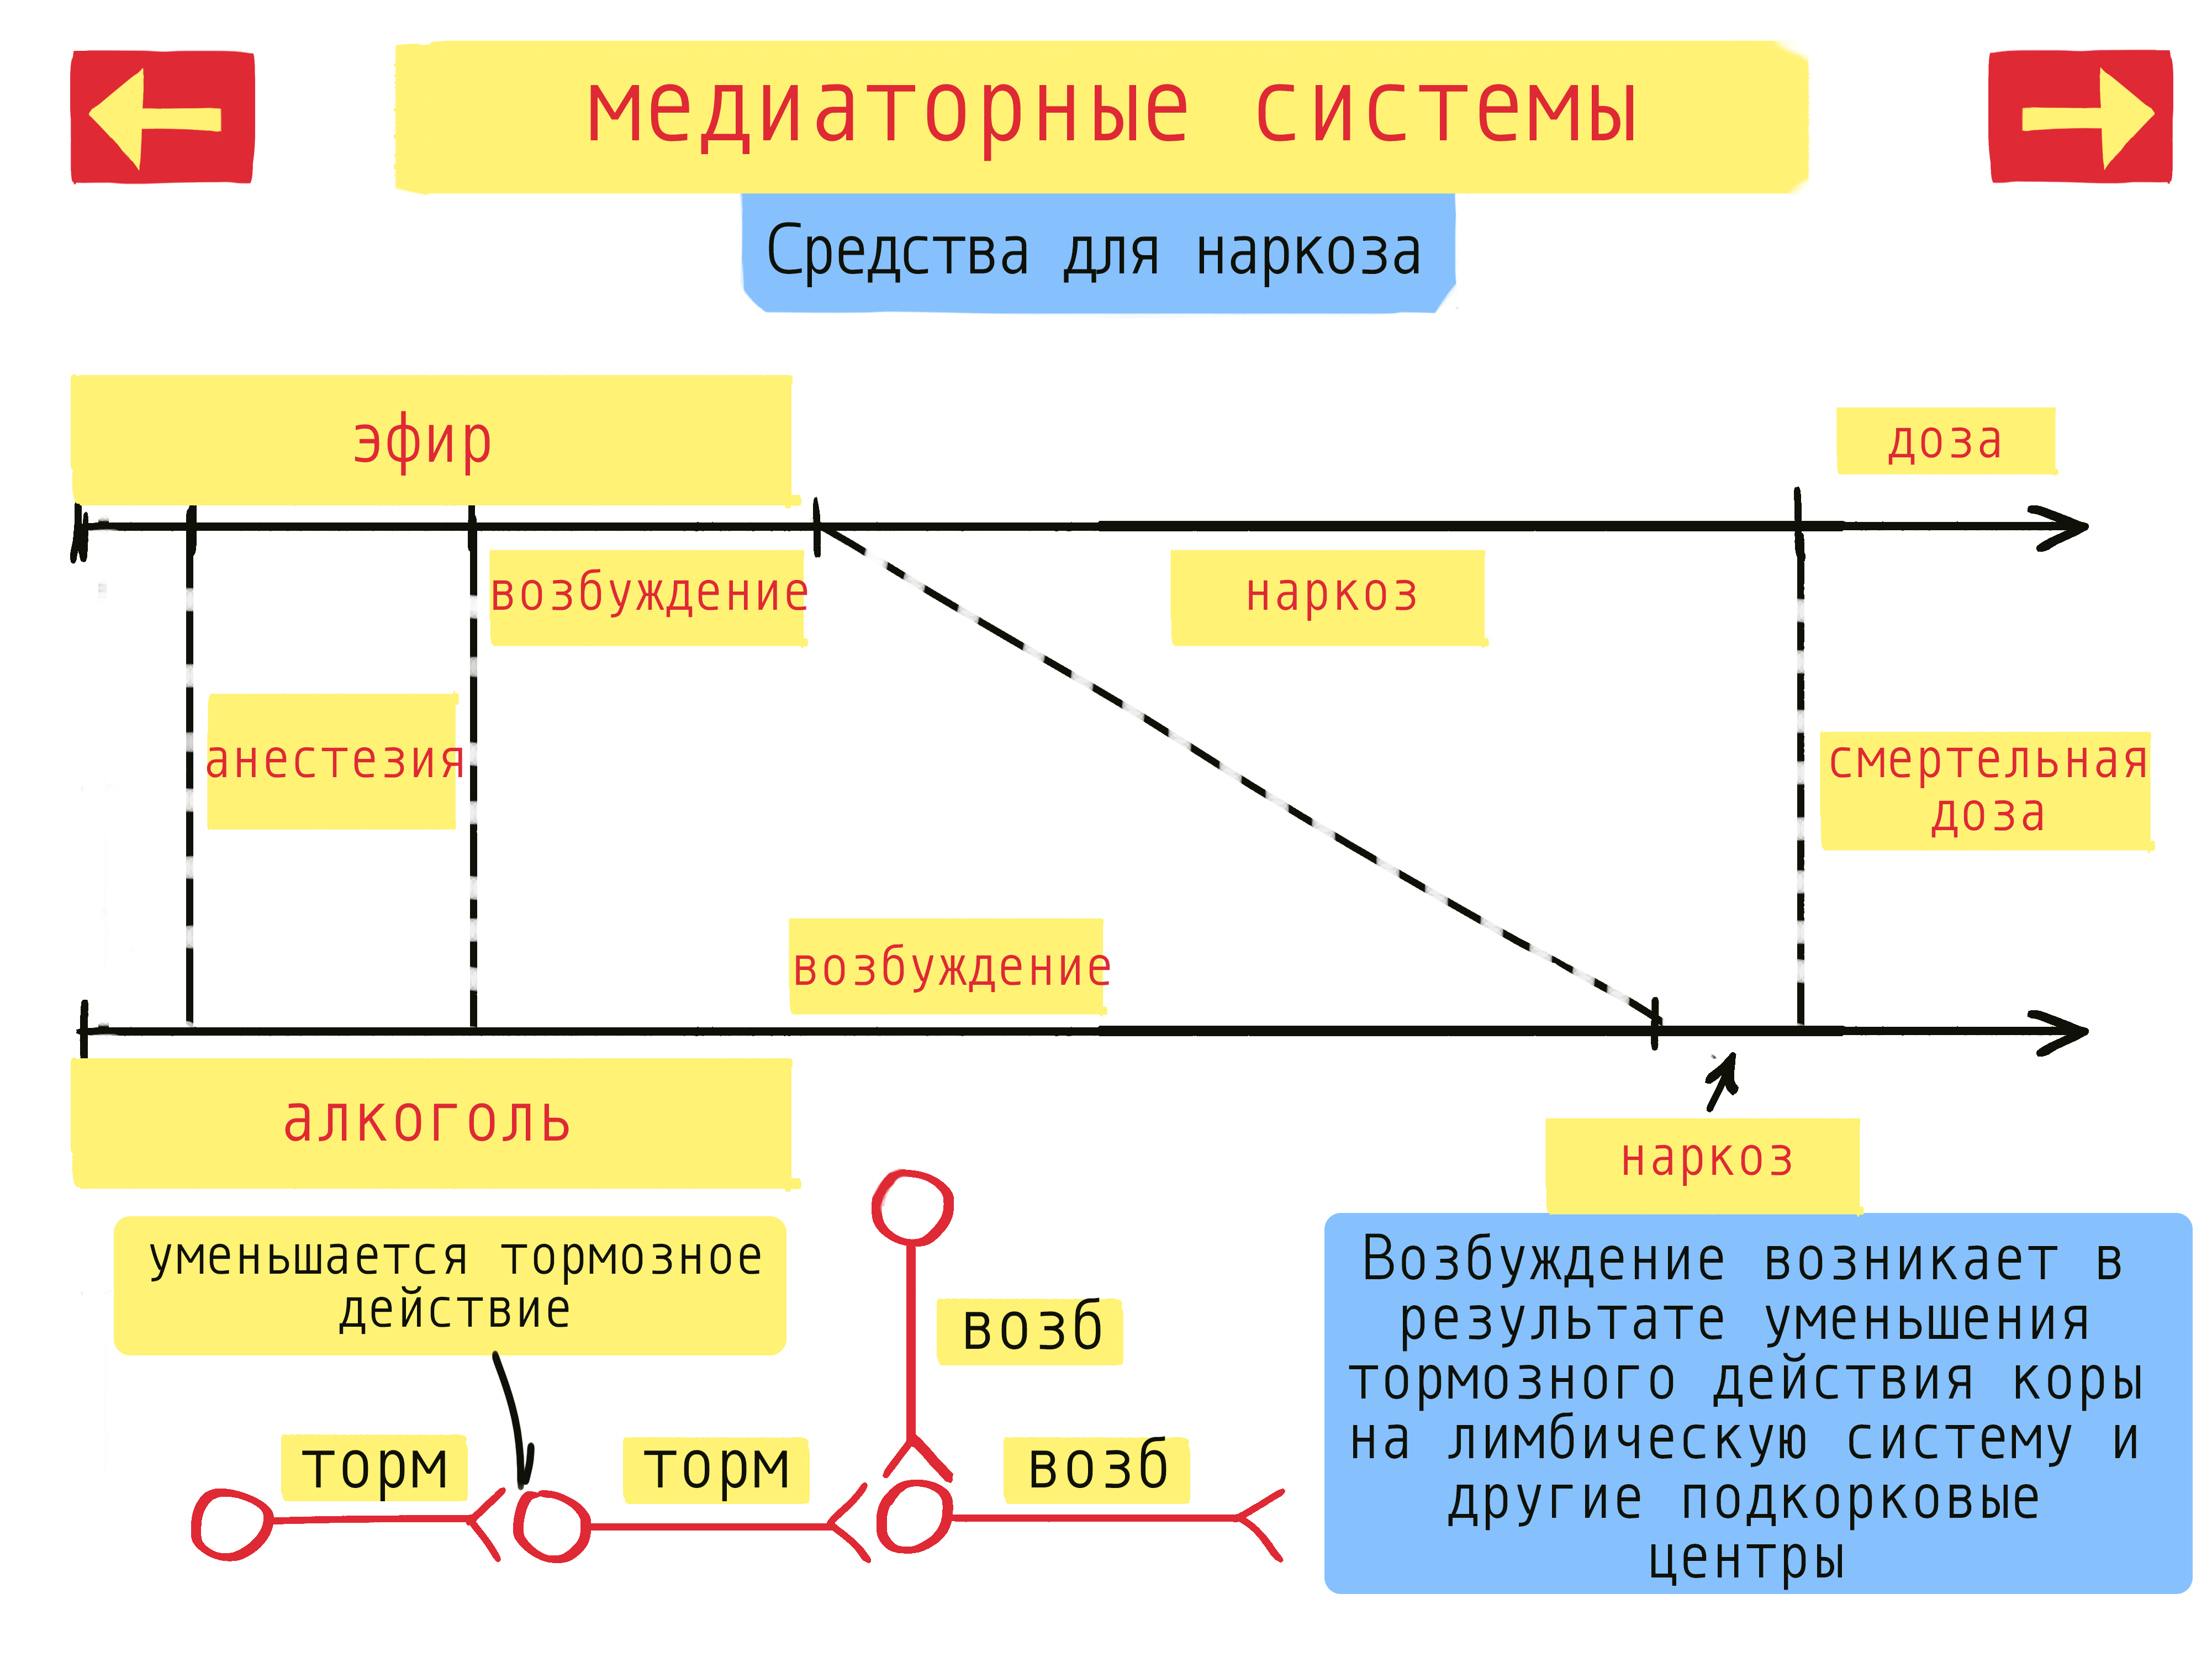 медиаторные системы
Средства для наркоза
эфир
доза
возбуждение
наркоз
анестезия
смертельная
доза
возбуждение
алкоголь
наркоз
уменьшается тормозное
действие
возб
торм
торм
возб
Возбуждение возникает в
результате уменьшения
тормозного действия коры
на лимбическую систему и
другие подкорковые
центры